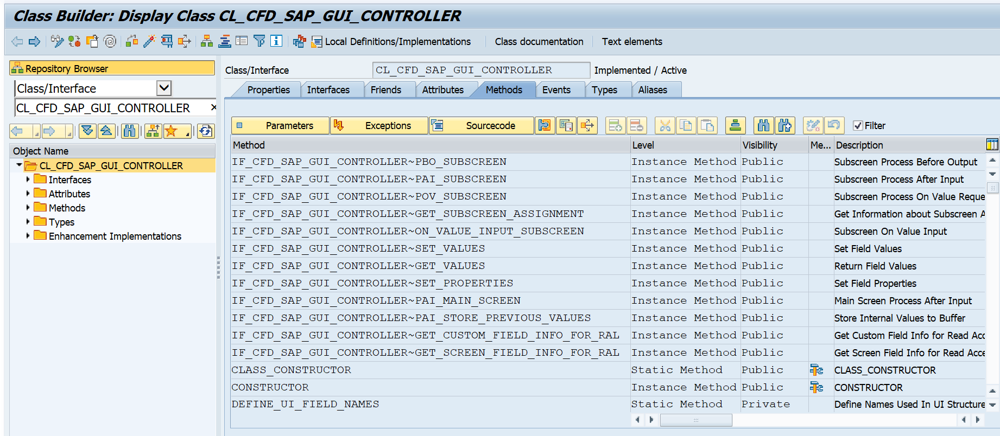 Class Builder: Display Class CL_CFD_SAP_GUI_CONTROLLER
Local Definitions/Implementations Class documentation Text elements
Repository Browser
Class/Interface
CL_CFD_SAP_GUI_CONTROLLER
Object Name
CL_CFD_SAP_GUI_CONTROLLER
Interfaces
Attributes
Methods
Types
Enhancement Implementations
Class/Interface CL_CFD_SAP_GUI_CONTROLLER Implemented / Active
Properties Interfaces Friends Attributes Methods Events Types Aliases
Parameters Exceptions Sourcecode Filter
Method Level Visibility Me... Description
IF_CFD_SAP_GUI_CONTROLLER~PBO_SUBSCREEN Instance Method Public Subscreen Process Before Output
IF_CFD_SAP_GUI_CONTROLLER~PAI_SUBSCREEN Instance Method Public Subscreen Process After Input
IF_CFD_SAP_GUI_CONTROLLER~POV_SUBSCREEN Instance Method Public Subscreen Process On Value Reque
IF_CFD_SAP_GUI_CONTROLLER~GET_SUBSCREEN_ASSIGNMENT Instance Method Public Get Information about Subscreen A
IF_CFD_SAP_GUI_CONTROLLER~ON_VALUE_INPUT_SUBSCREEN Instance Method Public Subscreen On Value Input
IF_CFD_SAP_GUI_CONTROLLER~SET_VALUES Instance Method Public Set Field Values
IF_CFD_SAP_GUI_CONTROLLER~GET_VALUES Instance Method Public Return Field Values
IF_CFD_SAP_GUI_CONTROLLER~SET_PROPERTIES Instance Method Public Set Field Properties
IF_CFD_SAP_GUI_CONTROLLER~PAI_MAIN_SCREEN Instance Method Public Main Screen Process After Input
IF_CFD_SAP_GUI_CONTROLLER~PAI_STORE_PREVIOUS_VALUES Instance Method Public Store Internal Values to Buffer
IF_CFD_SAP_GUI_CONTROLLER~GET_CUSTOM_FIELD_INFO_FOR_RAL Instance Method Public Get Custom Field Info for Read Acc
IF_CFD_SAP_GUI_CONTROLLER~GET_SCREEN_FIELD_INFO_FOR_RAL Instance Method Public Get Screen Field Info for Read Acce
CLASS_CONSTRUCTOR Static Method Public CLASS_CONSTRUCTOR
CONSTRUCTOR Instance Method Public CONSTRUCTOR
DEFINE_UI_FIELD_NAMES Static Method Private Define Names Used In UI Structure